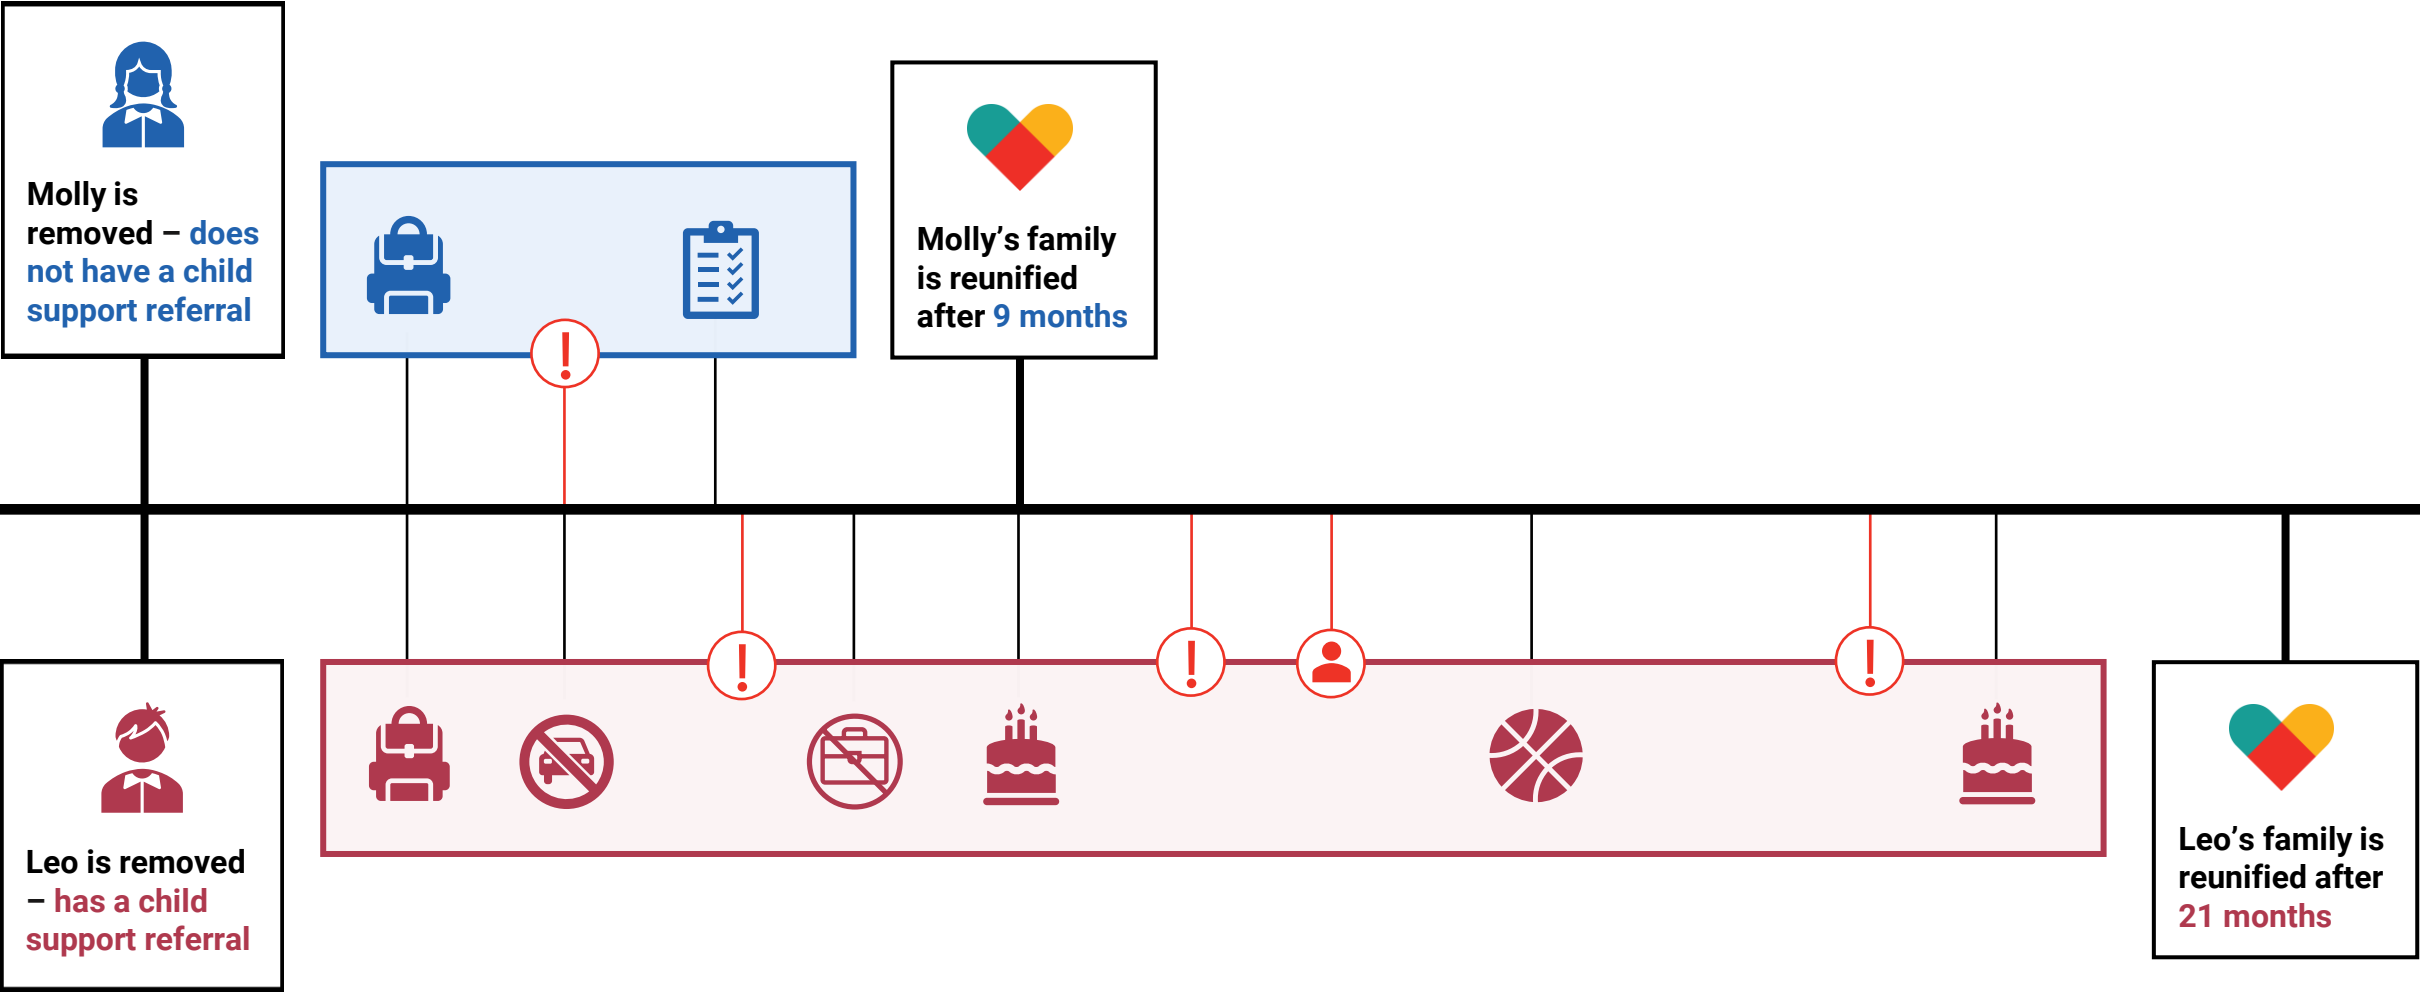 Molly is
removed – does
not have a child
support referral
Molly’s family
is reunified
after 9 months
Leo is removed
– has a child
support referral
Leo’s family is
reunified after
21 months